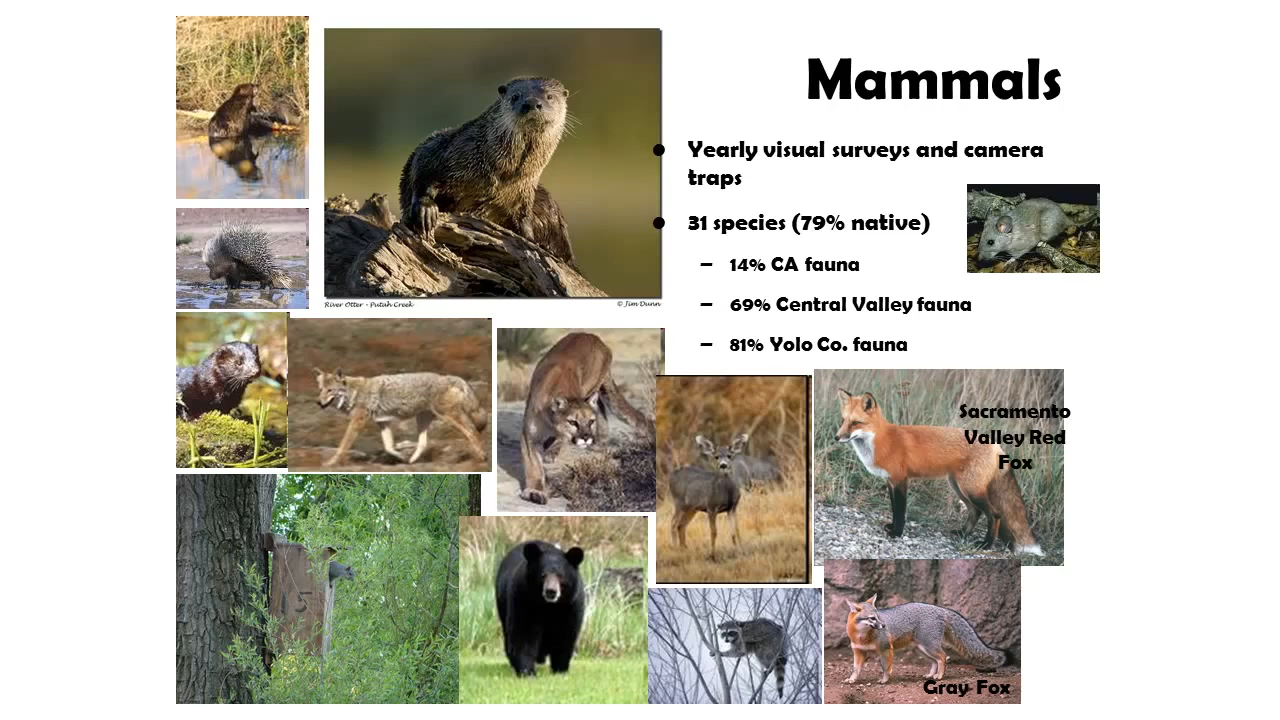 Mammals
• Yearly visual surveys and camera
traps
• 31 species (79% native)
– 14% CA fauna
– 69% Central Valley fauna
– 81% Yolo Co. fauna
River Otter - Putah Creek
© Jim Dunn
Sacramento
Valley Red
Fox
15
Gray Fox